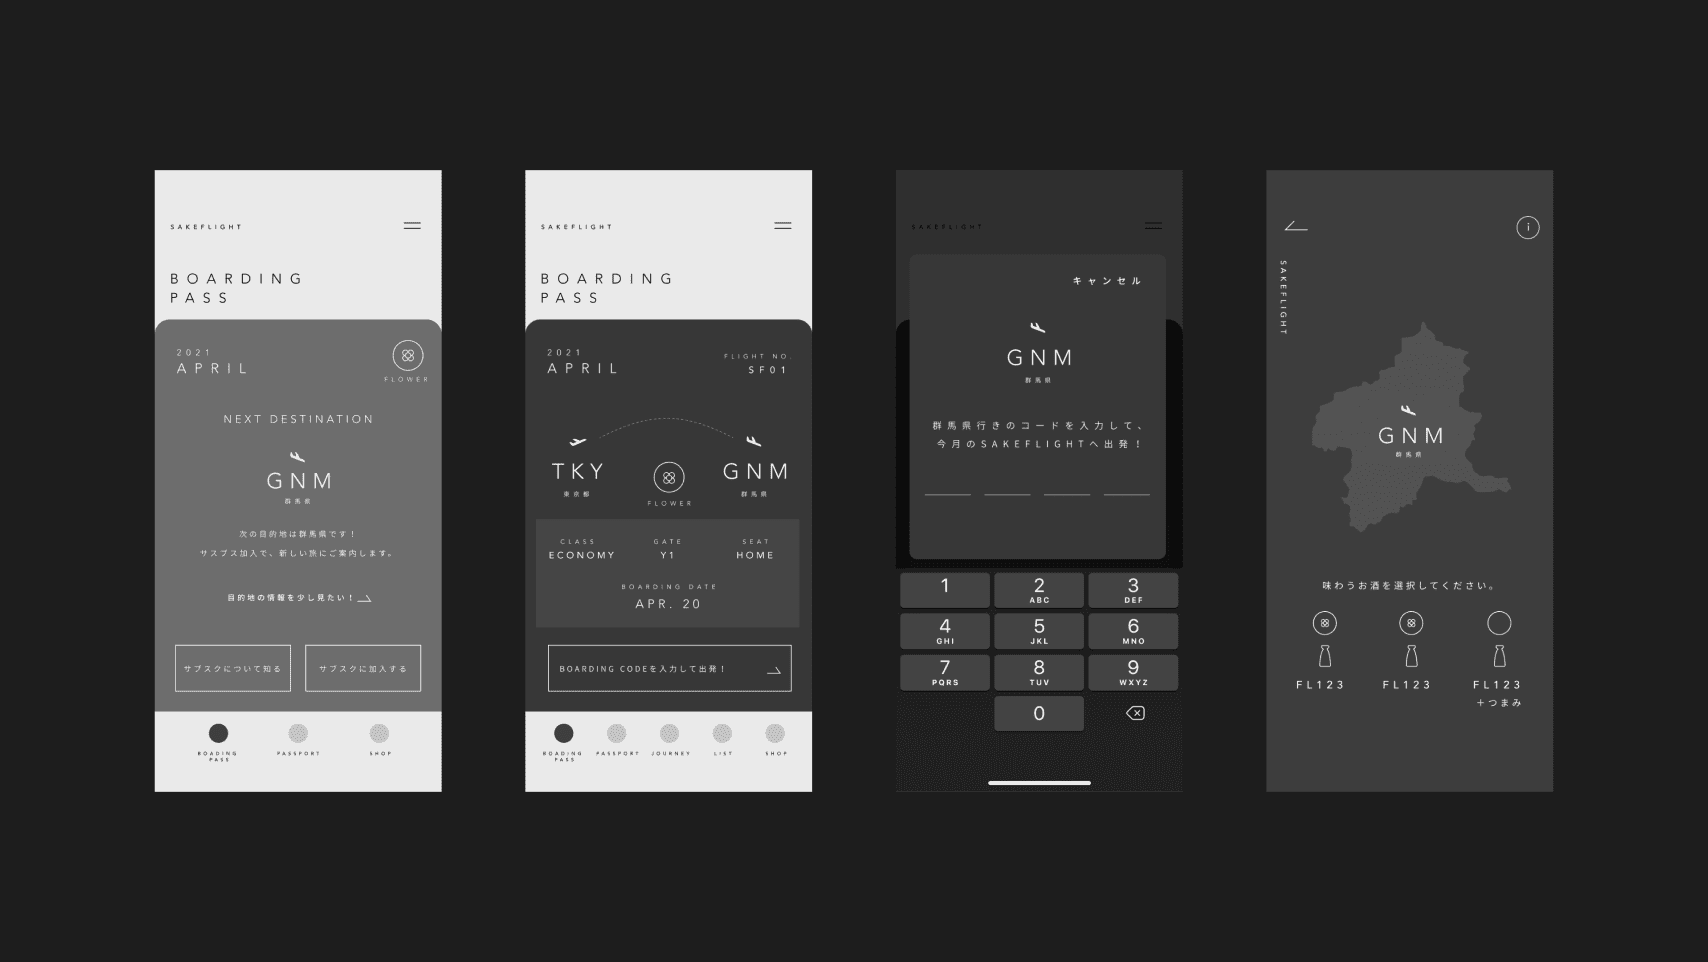 SAKEFLIGHT
BOARDING
PASS
2021
APRIL
FLOWER
NEXT DESTINATION
GNM
群馬県
次の目的地は群馬県です！
サスブス加入で、新しい旅にご案内します。
目的地の情報を少し見たい！
サブスクについて知る
サブスクに加入する
BOADING
PASS
PASSPORT
SHOP
SAKEFLIGHT
BOARDING
PASS
2021
APRIL
FLIGHT NO.
SF01
TKY
東京都
FLOWER
GNM
群馬県
CLASS
ECONOMY
GATE
Y1
SEAT
HOME
BOARDING DATE
APR. 20
BOARDING CODEを入力して出発！
BOADING
PASS
PASSPORT
JOURNEY
LIST
SHOP
SAKEFLIGHT
キャンセル
GNM
群馬県
群馬県行きのコードを入力して、
今月のSAKEFLIGHTへ出発！
1
2
ABC
3
DEF
4
GHI
5
JKL
6
MNO
7
PQRS
8
TUV
9
WXYZ
0
i
SAKEFLIGHT
GNM
群馬県
味わうお酒を選択してください。
FL123
FL123
FL123
＋つまみ